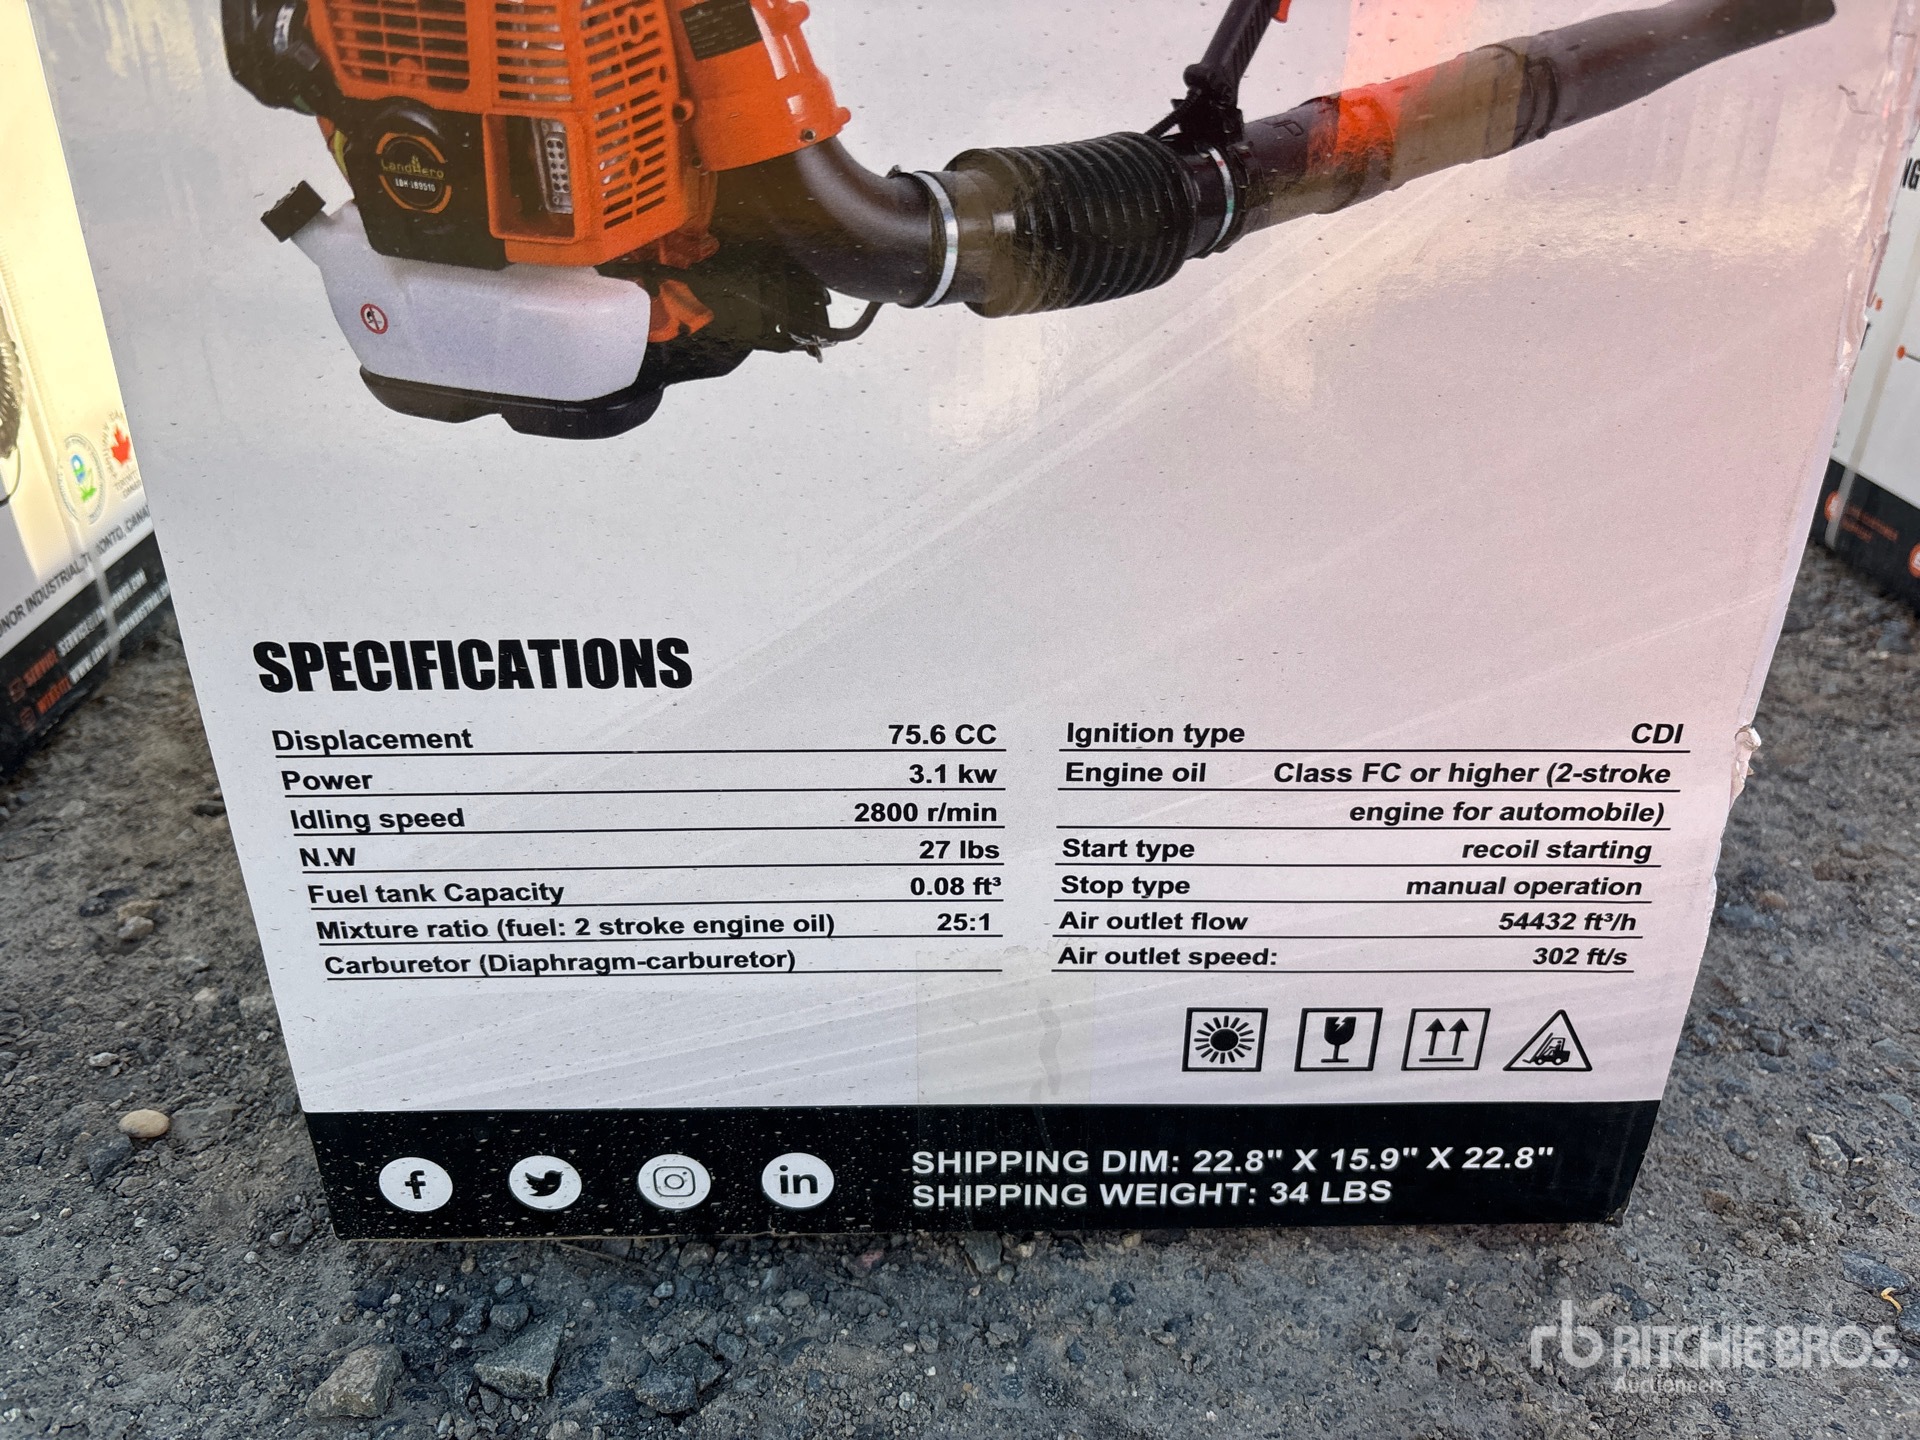 LandHero
SPECIFICATIONS
Displacement 75.6 CC
Power 3.1 kw
Idling speed 2800 r/min
N.W 27 lbs
Fuel tank Capacity 0.08 ft³
Mixture ratio (fuel: 2 stroke engine oil) 25:1
Carburetor (Diaphragm-carburetor)
Ignition type CDI
Engine oil Class FC or higher (2-stroke
engine for automobile)
Start type recoil starting
Stop type manual operation
Air outlet flow 54432 ft³/h
Air outlet speed: 302 ft/s
SHIPPING DIM: 22.8" X 15.9" X 22.8"
SHIPPING WEIGHT: 34 LBS
f
in
rb RITCHIE BROS.
Auctioneers